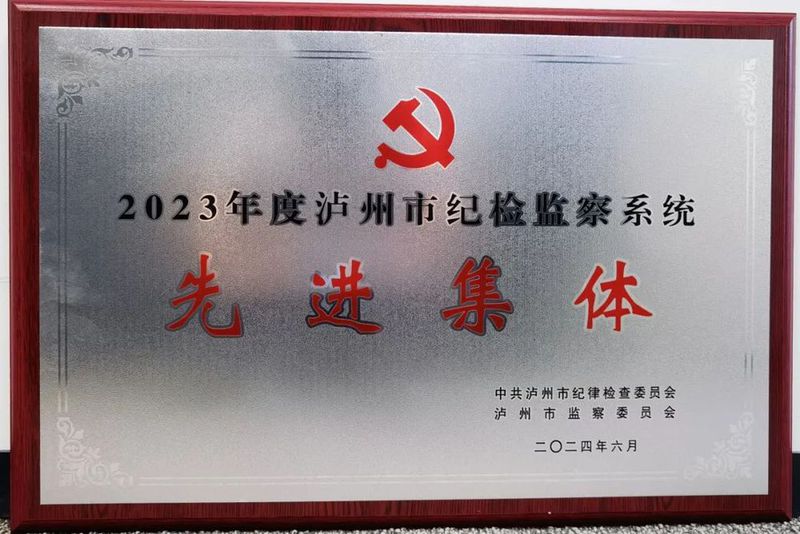 2023年度泸州市纪检监察系统
先进集体
中共泸州市纪律检查委员会
泸州市监察委员会
二〇二四年六月